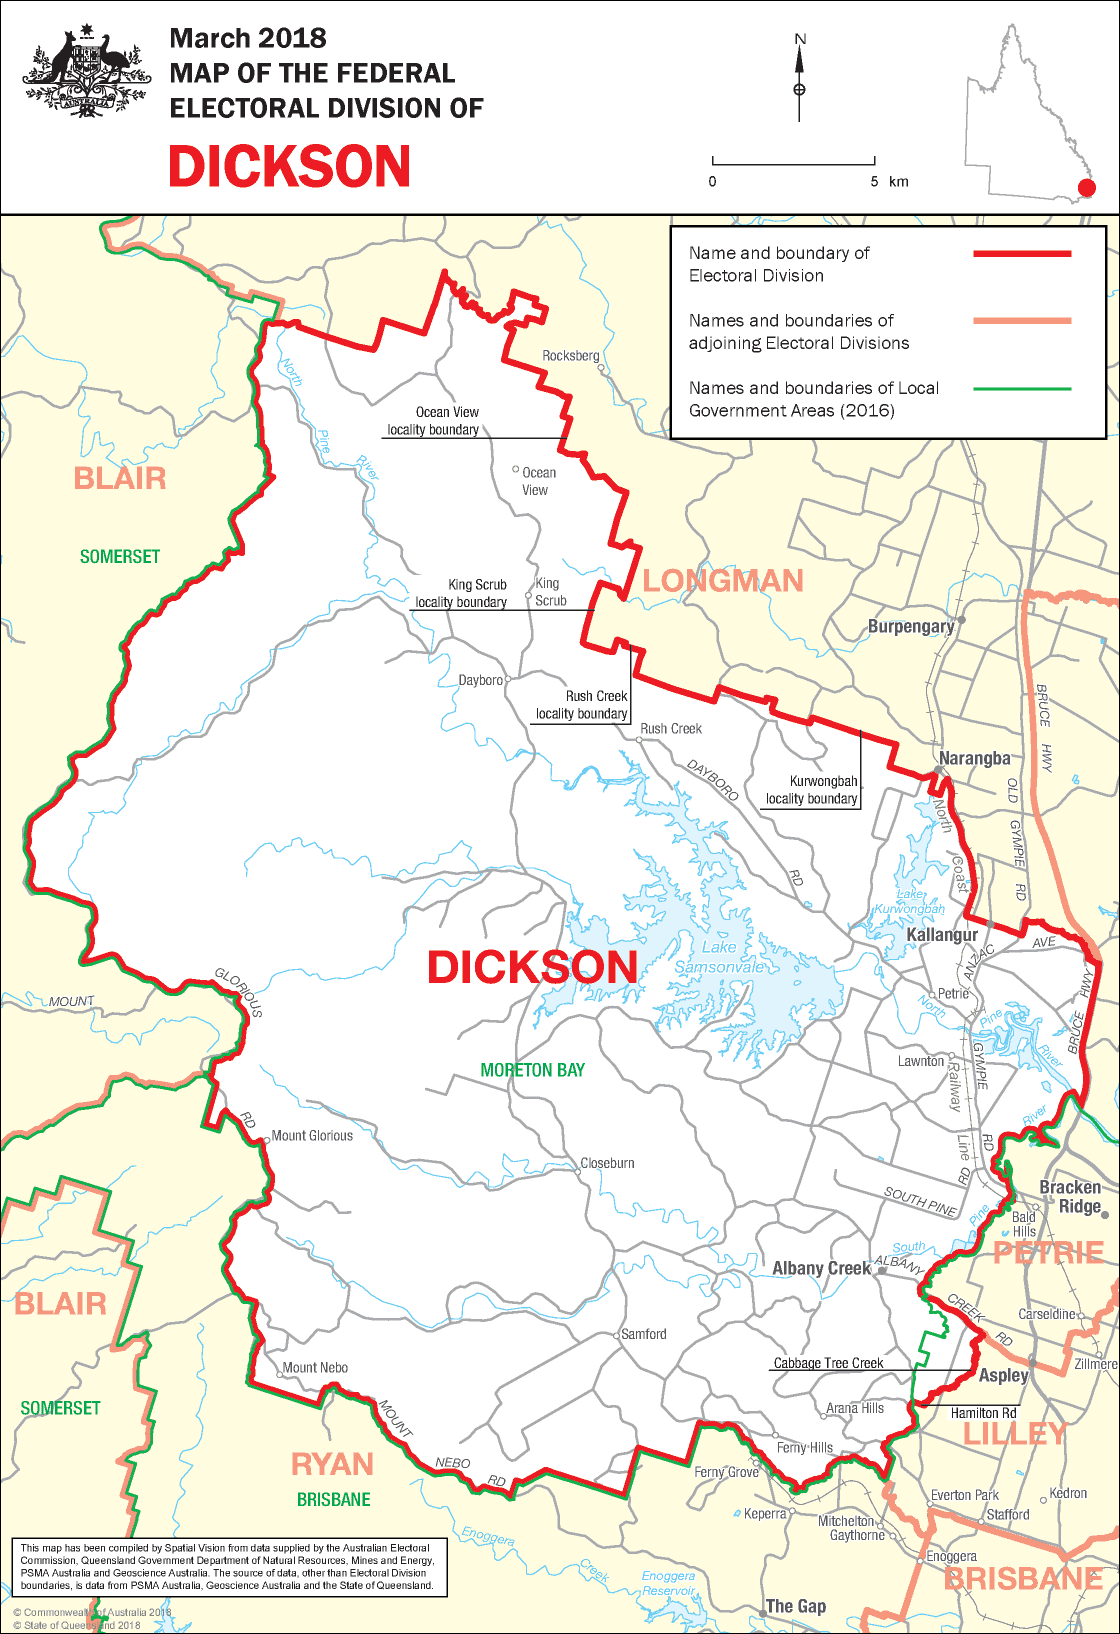 March 2018
MAP OF THE FEDERAL
ELECTORAL DIVISION OF
DICKSON
AUSTRALIA
N
0
5 km
Name and boundary of
Electoral Division
Names and boundaries of
adjoining Electoral Divisions
Names and boundaries of Local
Government Areas (2016)
Rocksberg
North
Pine
River
Ocean View
locality boundary
Ocean
View
BLAIR
SOMERSET
LONGMAN
King Scrub
locality boundary
King
Scrub
Burpengary
Dayboro
Rush Creek
locality boundary
Rush Creek
BRUCE HWY
DAYBORO
RD
Kurwongbah
locality boundary
Narangba
OLD GYMPIE RD
North Coast
Lake
Kurwongbah
Kallangur
ANZAC
AVE
DICKSON
Lake
Samsonvale
Petrie
North
Pine
River
BRUCE HWY
MOUNT
GLORIOUS
RD
MORETON BAY
Lawnton
Railway
Line
GYMPIE
RD
River
Mount Glorious
Closeburn
RD
SOUTH PINE
Pine
Bracken
Ridge
Bald
Hills
PETRIE
South
Albany Creek
ALBANY
CREEK
RD
BLAIR
Samford
Carseldine
Zillmere
Cabbage Tree Creek
Aspley
Mount Nebo
SOMERSET
MOUNT
NEBO
RD
Arana Hills
Hamilton Rd
LILLEY
Ferny Hills
RYAN
BRISBANE
Ferny Grove
Everton Park
Kedron
Stafford
Keperra
Mitchelton
Gaythorne
Enoggera
Creek
Enoggera
Enoggera
Reservoir
BRISBANE
The Gap
This map has been compiled by Spatial Vision from data supplied by the Australian Electoral
Commission, Queensland Government Department of Natural Resources, Mines and Energy,
PSMA Australia and Geoscience Australia. The source of data, other than Electoral Division
boundaries, is data from PSMA Australia, Geoscience Australia and the State of Queensland.
© Commonwealth of Australia 2018
© State of Queensland 2018